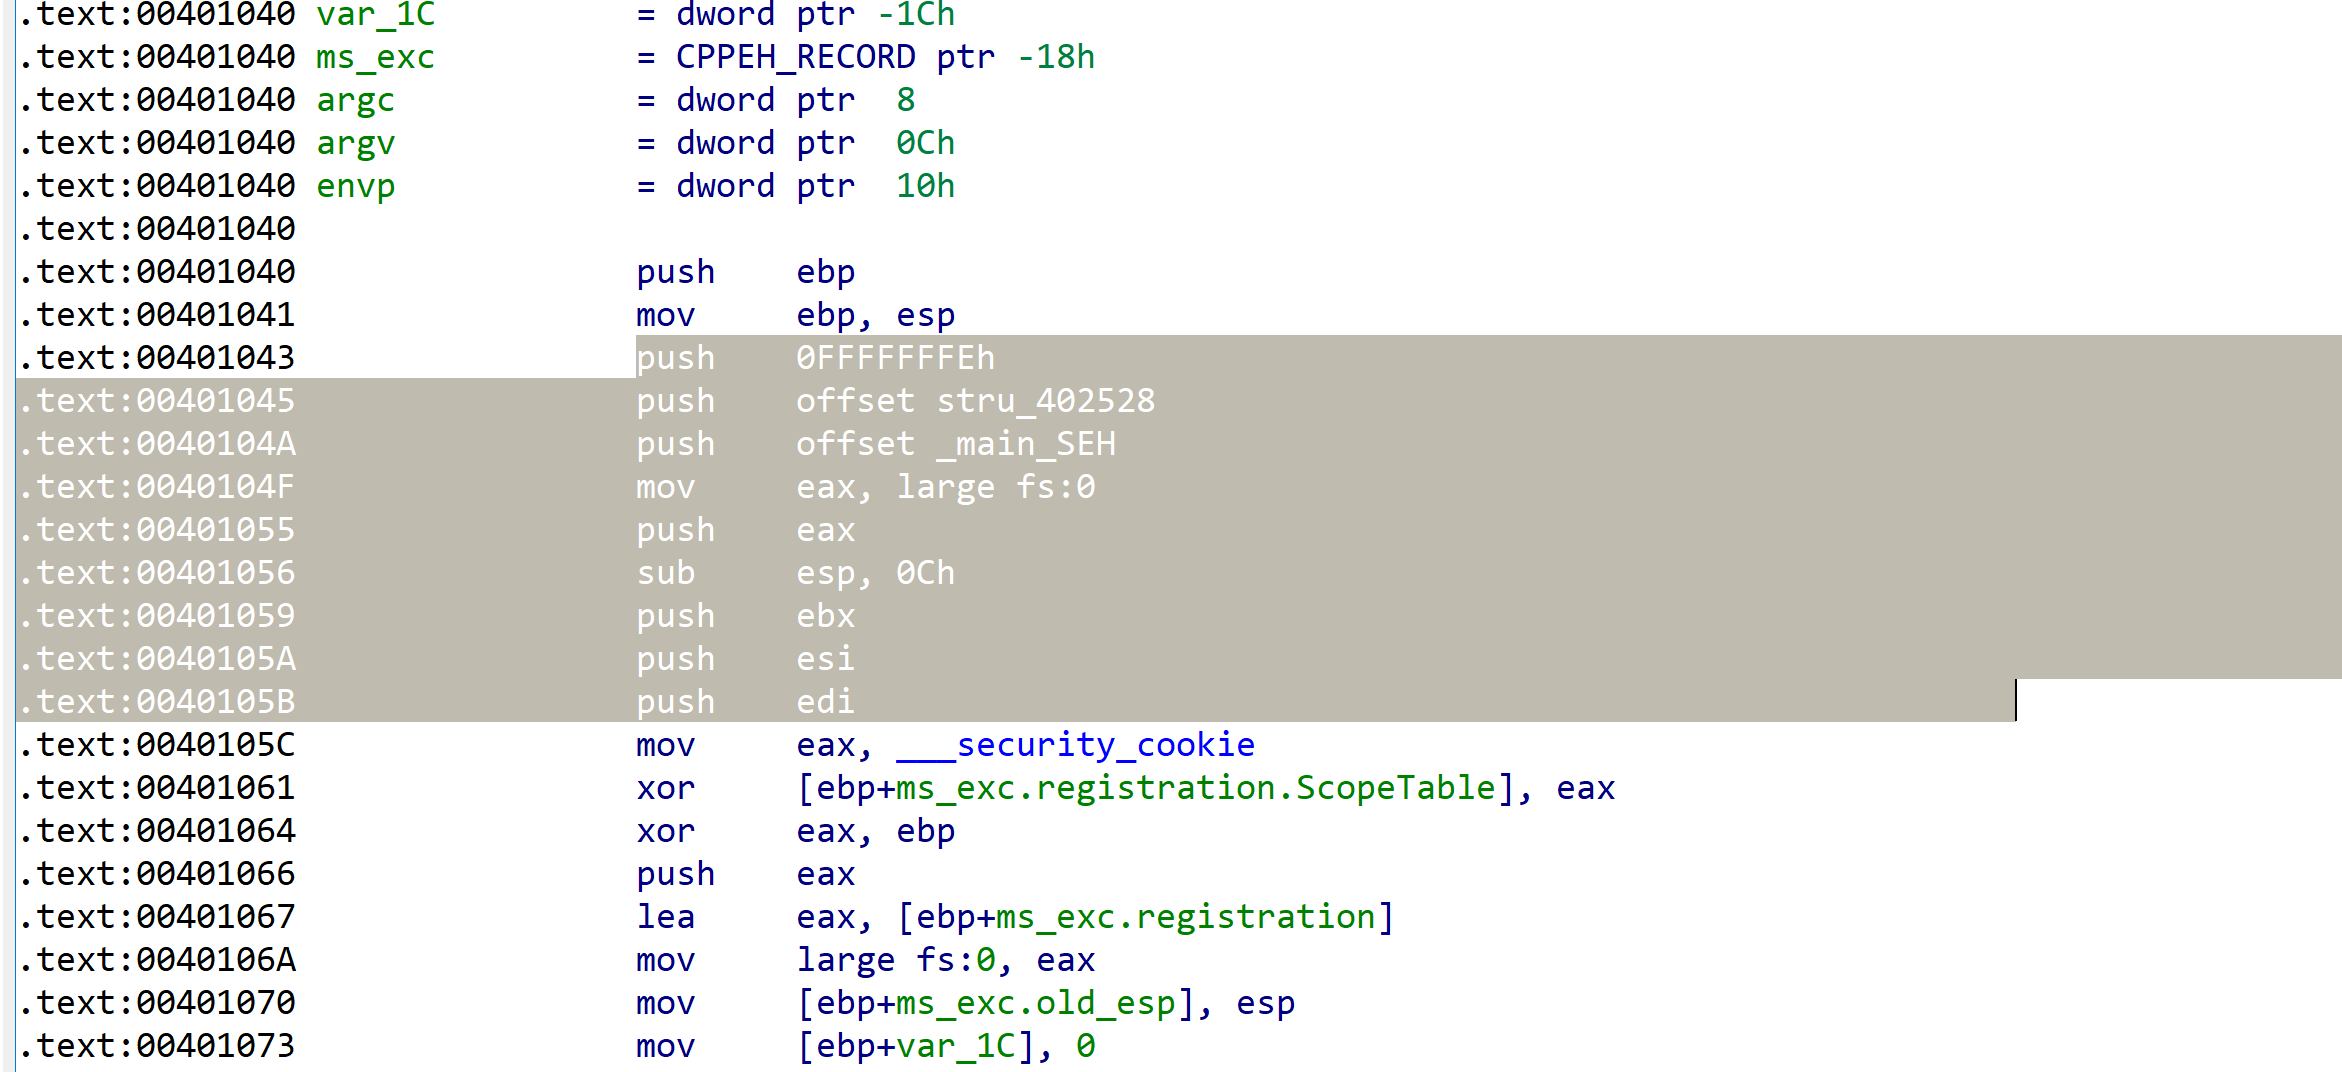 .text:00401040 var_1C          = dword ptr -1Ch
.text:00401040 ms_exc          = CPPEH_RECORD ptr -18h
.text:00401040 argc            = dword ptr  8
.text:00401040 argv            = dword ptr  0Ch
.text:00401040 envp            = dword ptr  10h
.text:00401040
.text:00401040                 push    ebp
.text:00401041                 mov     ebp, esp
.text:00401043                 push    0FFFFFFFEh
.text:00401045                 push    offset stru_402528
.text:0040104A                 push    offset _main_SEH
.text:0040104F                 mov     eax, large fs:0
.text:00401055                 push    eax
.text:00401056                 sub     esp, 0Ch
.text:00401059                 push    ebx
.text:0040105A                 push    esi
.text:0040105B                 push    edi
.text:0040105C                 mov     eax, ___security_cookie
.text:00401061                 xor     [ebp+ms_exc.registration.ScopeTable], eax
.text:00401064                 xor     eax, ebp
.text:00401066                 push    eax
.text:00401067                 lea     eax, [ebp+ms_exc.registration]
.text:0040106A                 mov     large fs:0, eax
.text:00401070                 mov     [ebp+ms_exc.old_esp], esp
.text:00401073                 mov     [ebp+var_1C], 0